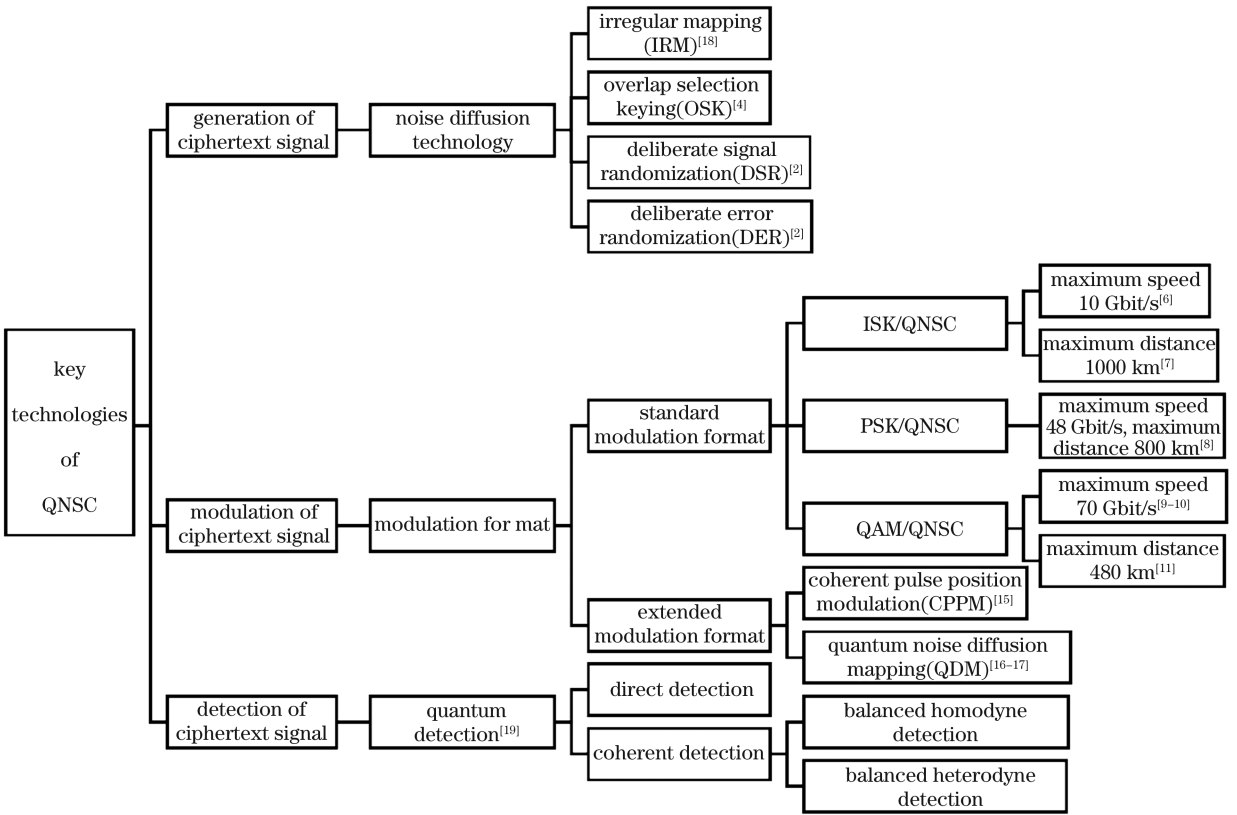 key
technologies
of
QNSC
generation of
ciphertext signal
noise diffusion
technology
irregular mapping
(IRM)[18]
overlap selection
keying(OSK)[4]
deliberate signal
randomization(DSR)[2]
deliberate error
randomization(DER)[2]
modulation of
ciphertext signal
modulation for mat
standard
modulation format
ISK/QNSC
maximum speed
10 Gbit/s[6]
maximum distance
1000 km[7]
PSK/QNSC
maximum speed
48 Gbit/s, maximum
distance 800 km[8]
QAM/QNSC
maximum speed
70 Gbit/s[9–10]
maximum distance
480 km[11]
extended
modulation format
coherent pulse position
modulation(CPPM)[15]
quantum noise diffusion
mapping(QDM)[16–17]
detection of
ciphertext signal
quantum
detection[19]
direct detection
coherent detection
balanced homodyne
detection
balanced heterodyne
detection